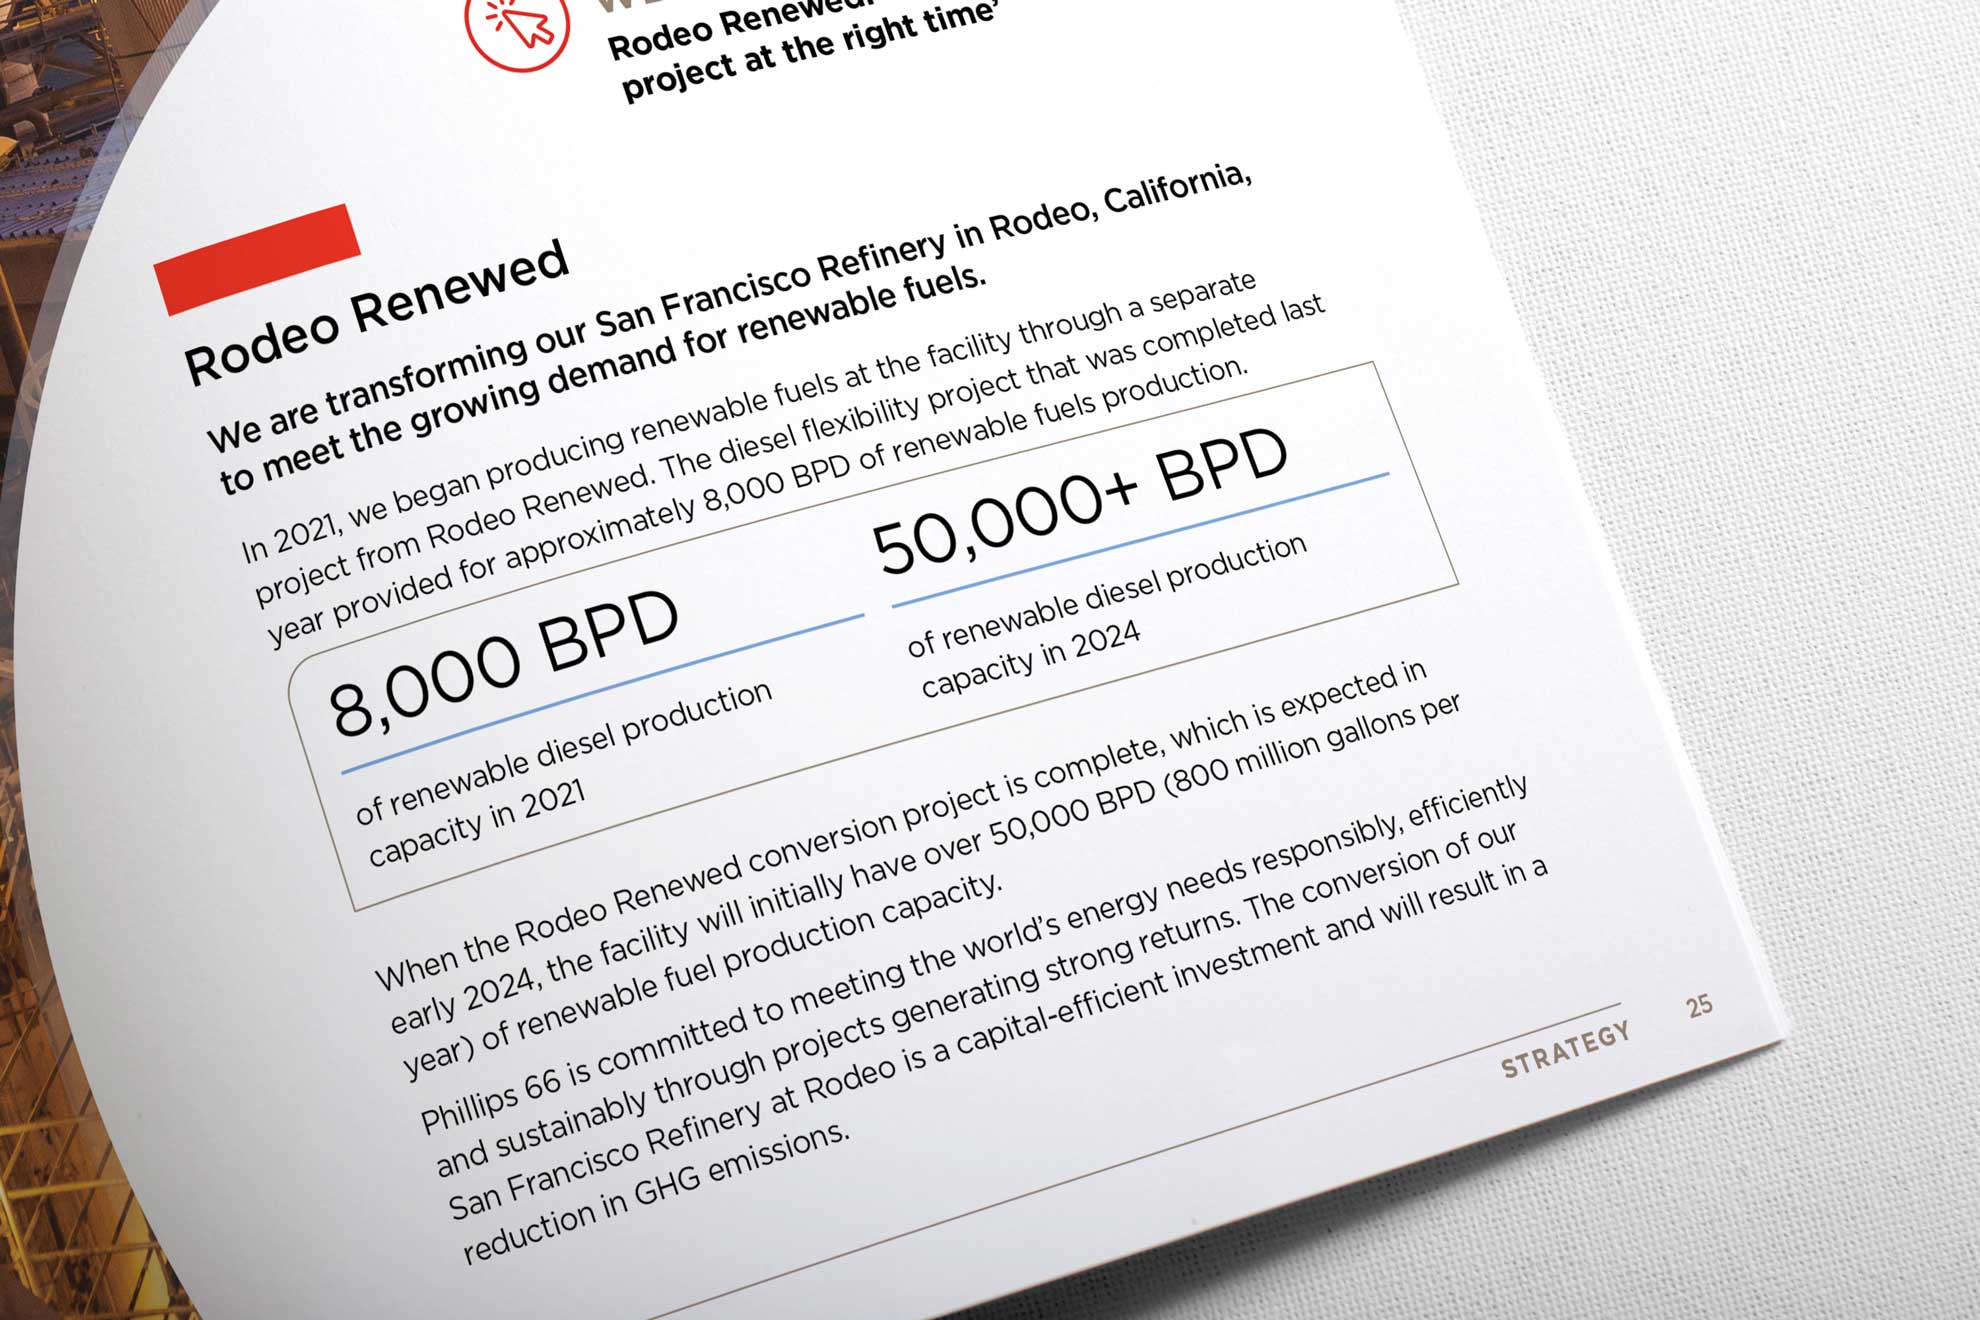 Rodeo Renewed
project at the right time’
Rodeo Renewed
We are transforming our San Francisco Refinery in Rodeo, California,
to meet the growing demand for renewable fuels.
In 2021, we began producing renewable fuels at the facility through a separate
project from Rodeo Renewed. The diesel flexibility project that was completed last
year provided for approximately 8,000 BPD of renewable fuels production.
8,000 BPD
of renewable diesel production
capacity in 2021
50,000+ BPD
of renewable diesel production
capacity in 2024
When the Rodeo Renewed conversion project is complete, which is expected in
early 2024, the facility will initially have over 50,000 BPD (800 million gallons per
year) of renewable fuel production capacity.
Phillips 66 is committed to meeting the world’s energy needs responsibly, efficiently
and sustainably through projects generating strong returns. The conversion of our
San Francisco Refinery at Rodeo is a capital-efficient investment and will result in a
reduction in GHG emissions.
STRATEGY 25